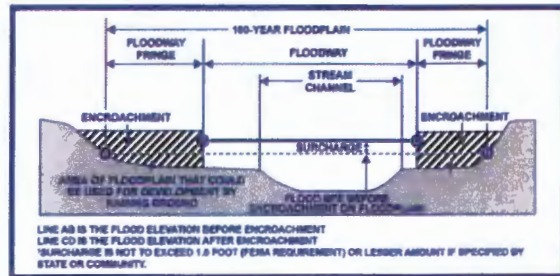 100-YEAR FLOODPLAIN
FLOODWAY FRINGE
FLOODWAY
FLOODWAY FRINGE
STREAM CHANNEL
ENCROACHMENT
ENCROACHMENT
SURCHARGE*
AREA OF FLOODPLAIN THAT COULD
BE USED FOR DEVELOPMENT BY
RAISING GROUND
FLOOD ELEV BEFORE
ENCROACHMENT ON FLOODPLAIN
LINE AB IS THE FLOOD ELEVATION BEFORE ENCROACHMENT
LINE CD IS THE FLOOD ELEVATION AFTER ENCROACHMENT
*SURCHARGE IS NOT TO EXCEED 1.0 FOOT (FEMA REQUIREMENT) OR LESSER AMOUNT IF SPECIFIED BY
STATE OR COMMUNITY.